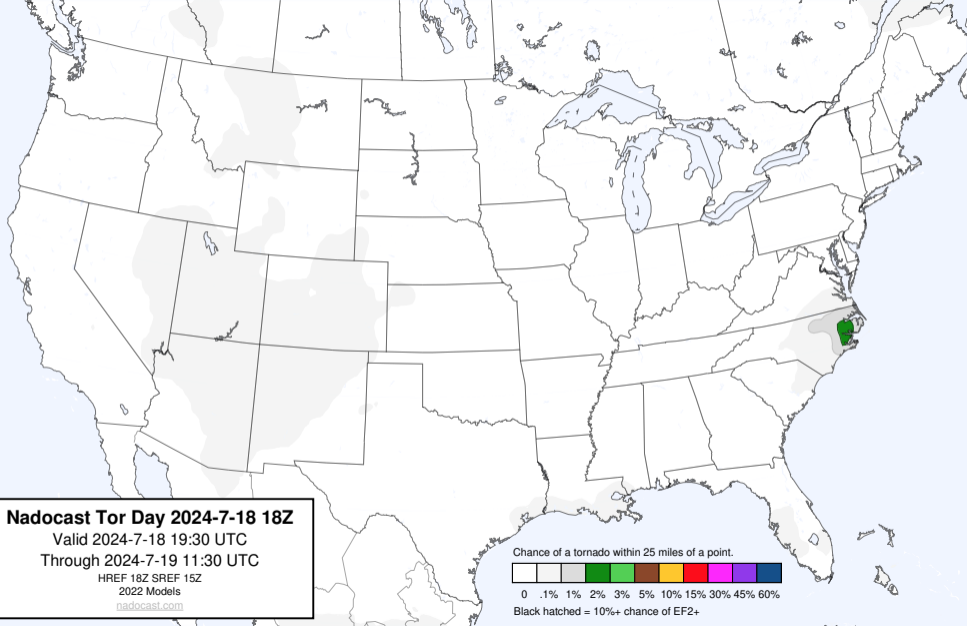 Nadocast Tor Day 2024-7-18 18Z
Valid 2024-7-18 19:30 UTC
Through 2024-7-19 11:30 UTC
HREF 18Z SREF 15Z
2022 Models
nadocast.com
Chance of a tornado within 25 miles of a point.
0 .1% 1% 2% 3% 5% 10% 15% 30% 45% 60%
Black hatched = 10%+ chance of EF2+